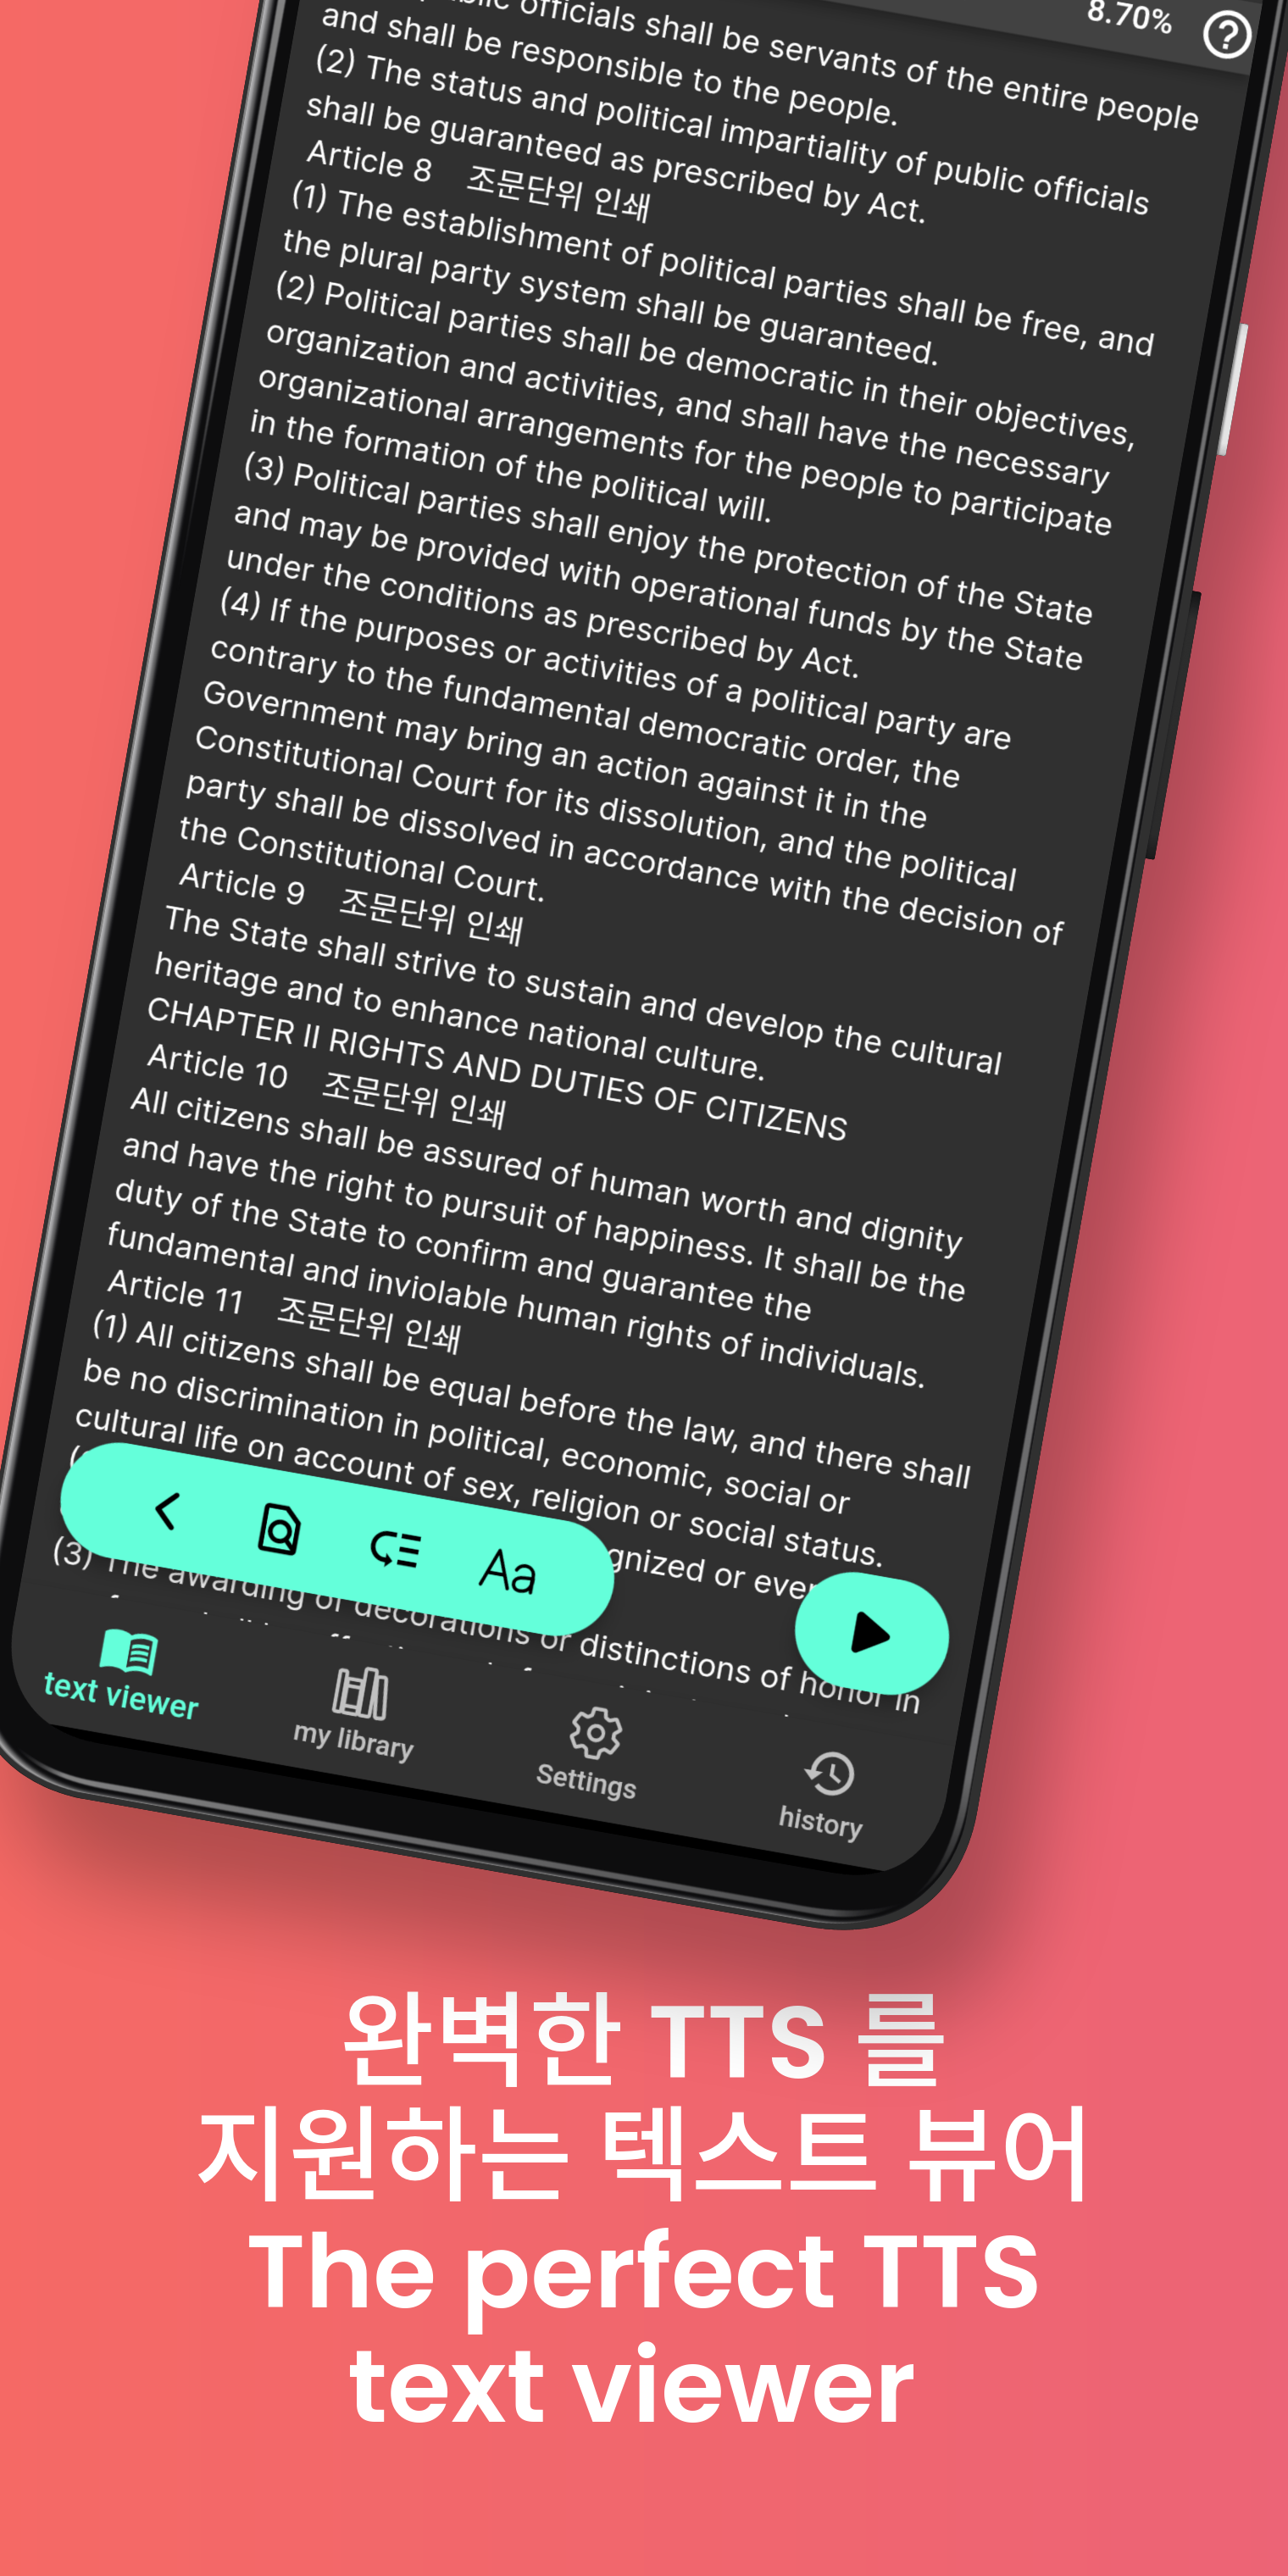 8.70%
officials shall be servants of the entire people
and shall be responsible to the people.
(2) The status and political impartiality of public officials
shall be guaranteed as prescribed by Act.
Article 8 조문단위 인쇄
(1) The establishment of political parties shall be free, and
the plural party system shall be guaranteed.
(2) Political parties shall be democratic in their objectives,
organization and activities, and shall have the necessary
organizational arrangements for the people to participate
in the formation of the political will.
(3) Political parties shall enjoy the protection of the State
and may be provided with operational funds by the State
under the conditions as prescribed by Act.
(4) If the purposes or activities of a political party are
contrary to the fundamental democratic order, the
Government may bring an action against it in the
Constitutional Court for its dissolution, and the political
party shall be dissolved in accordance with the decision of
the Constitutional Court.
Article 9 조문단위 인쇄
The State shall strive to sustain and develop the cultural
heritage and to enhance national culture.
CHAPTER II RIGHTS AND DUTIES OF CITIZENS
Article 10 조문단위 인쇄
All citizens shall be assured of human worth and dignity
and have the right to pursuit of happiness. It shall be the
duty of the State to confirm and guarantee the
fundamental and inviolable human rights of individuals.
Article 11 조문단위 인쇄
(1) All citizens shall be equal before the law, and there shall
be no discrimination in political, economic, social or
cultural life on account of sex, religion or social status.
or
(3) The awarding of decorations or distinctions of honor in
Aa
text viewer
my library
Settings
history
완벽한 TTS 를
지원하는 텍스트 뷰어
The perfect TTS
text viewer